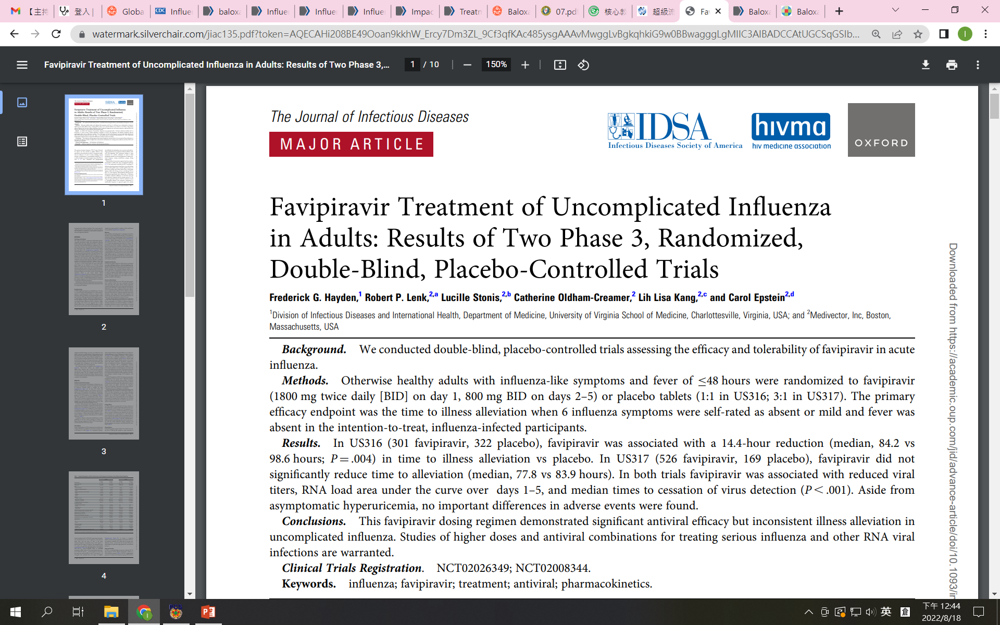 【主持
登入 |
Globa
CDC
Influe
baloxa
Influe
Influe
Influe
Impac
Treatm
Baloxa
07.pdf
核心教
超級流
Fa
Baloxa
Baloxa
watermark.silverchair.com/jiac135.pdf?token=AQECAHi208BE49Ooan9kkhW_Ercy7Dm3ZL_9Cf3qfKAc485ysgAAAvMwggLvBgkqhkiG9w0BBwagggLgMIIC3AIBADCCAtUGCSqGSIb...
I
Favipiravir Treatment of Uncomplicated Influenza in Adults: Results of Two Phase 3,...
1 / 10
150%
1
2
3
4
The Journal of Infectious Diseases
MAJOR ARTICLE
IDSA
Infectious Diseases Society of America
hivma
hiv medicine association
OXFORD
Favipiravir Treatment of Uncomplicated Influenza
in Adults: Results of Two Phase 3, Randomized,
Double-Blind, Placebo-Controlled Trials
Frederick G. Hayden,1 Robert P. Lenk,2,a Lucille Stonis,2,b Catherine Oldham-Creamer,2 Lih Lisa Kang,2,c and Carol Epstein2,d
1Division of Infectious Diseases and International Health, Department of Medicine, University of Virginia School of Medicine, Charlottesville, Virginia, USA; and 2Medivector, Inc, Boston,
Massachusetts, USA
Background. We conducted double-blind, placebo-controlled trials assessing the efficacy and tolerability of favipiravir in acute
influenza.
Methods. Otherwise healthy adults with influenza-like symptoms and fever of ≤48 hours were randomized to favipiravir
(1800 mg twice daily [BID] on day 1, 800 mg BID on days 2–5) or placebo tablets (1:1 in US316; 3:1 in US317). The primary
efficacy endpoint was the time to illness alleviation when 6 influenza symptoms were self-rated as absent or mild and fever was
absent in the intention-to-treat, influenza-infected participants.
Results. In US316 (301 favipiravir, 322 placebo), favipiravir was associated with a 14.4-hour reduction (median, 84.2 vs
98.6 hours; P = .004) in time to illness alleviation vs placebo. In US317 (526 favipiravir, 169 placebo), favipiravir did not
significantly reduce time to alleviation (median, 77.8 vs 83.9 hours). In both trials favipiravir was associated with reduced viral
titers, RNA load area under the curve over days 1–5, and median times to cessation of virus detection (P < .001). Aside from
asymptomatic hyperuricemia, no important differences in adverse events were found.
Conclusions. This favipiravir dosing regimen demonstrated significant antiviral efficacy but inconsistent illness alleviation in
uncomplicated influenza. Studies of higher doses and antiviral combinations for treating serious influenza and other RNA viral
infections are warranted.
Clinical Trials Registration. NCT02026349; NCT02008344.
Keywords. influenza; favipiravir; treatment; antiviral; pharmacokinetics.
Downloaded from https://academic.oup.com/jid/advance-article/doi/10.1093/in
英
倉
下午 12:44
2022/8/18